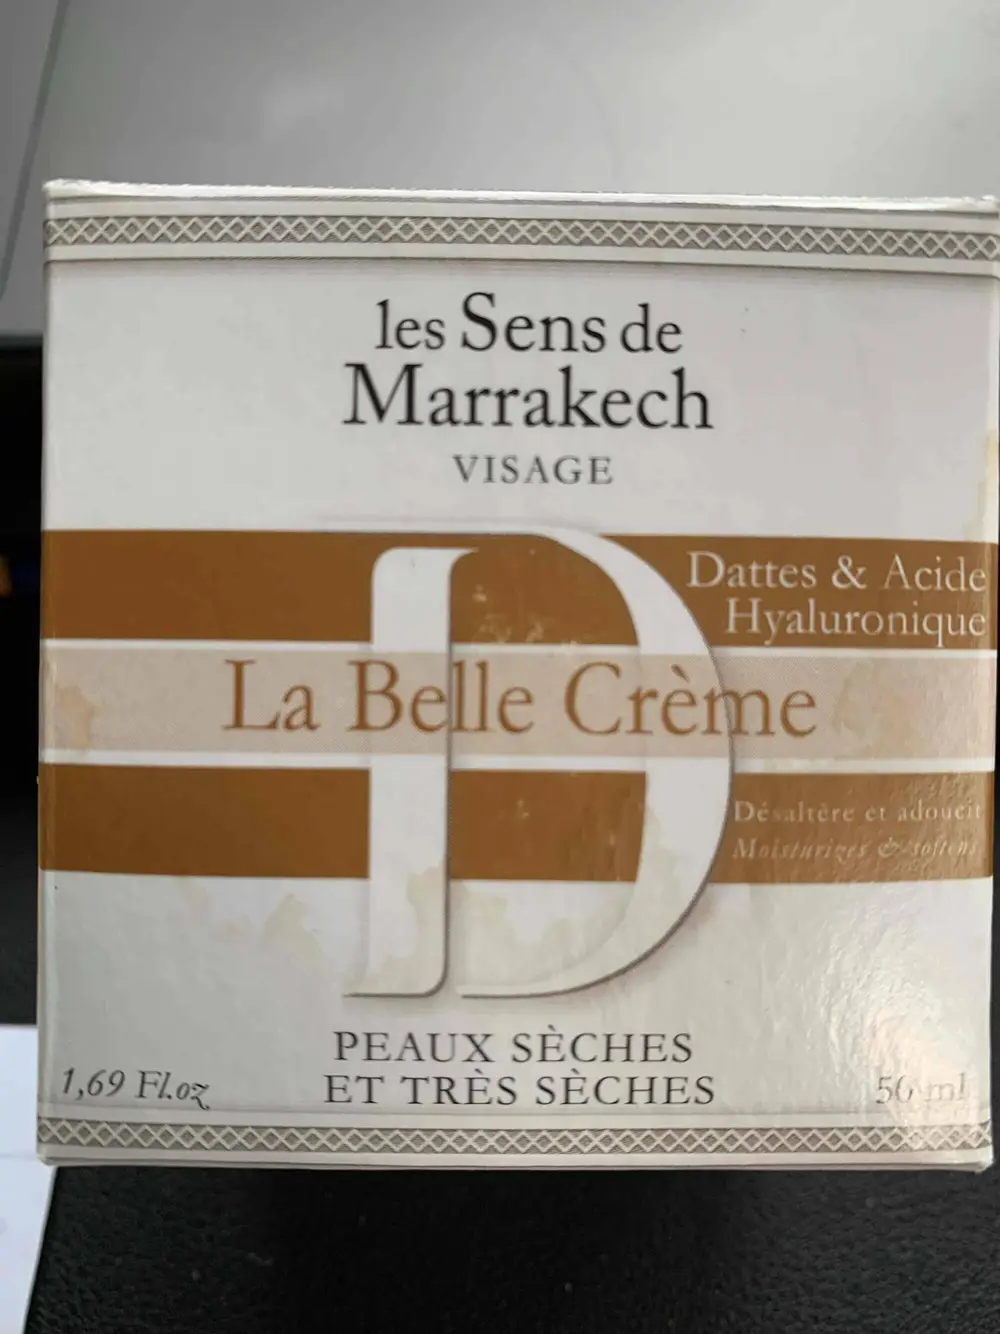 les Sens de
Marrakech
VISAGE
Dattes & Acide
Hyaluronique
La Belle Crème
Désaltère et adoucit
Moisturizes & softens
PEAUX SÈCHES
ET TRÈS SÈCHES
1,69 Fl.oz
50 ml